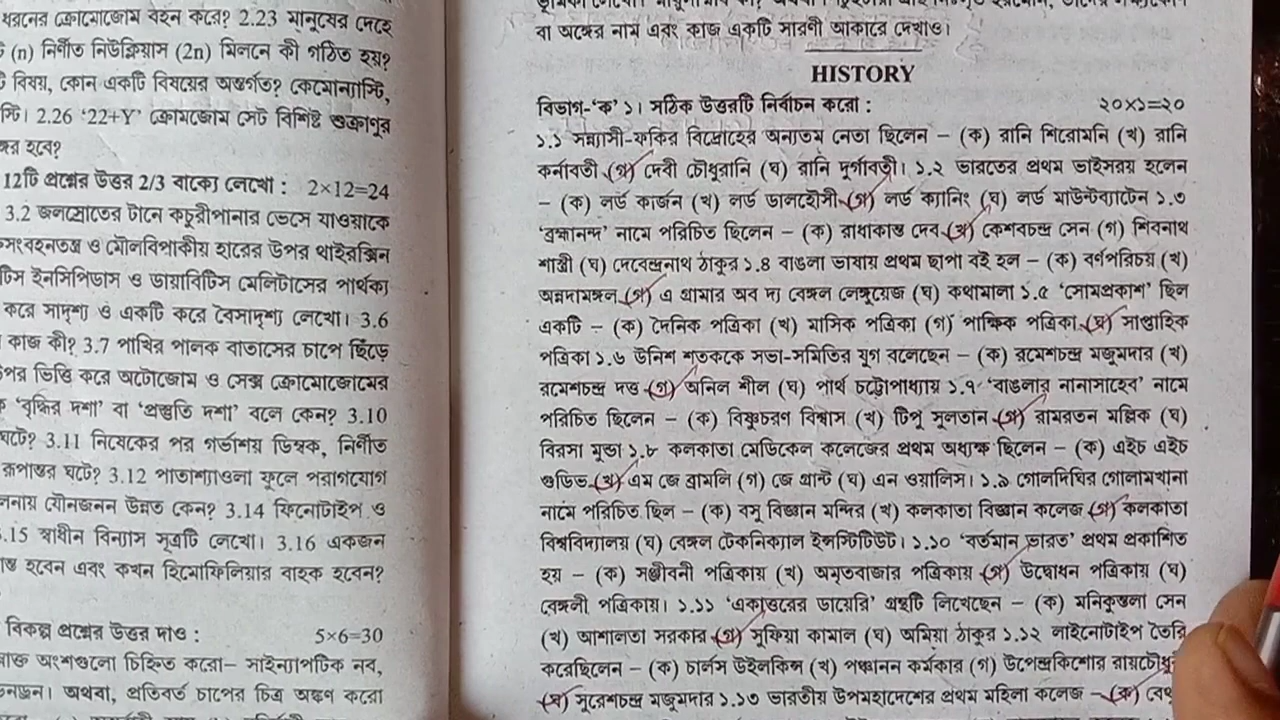 ধরনের ক্রোমোজোম বহন করে? 2.23 মানুষের দেহে
(n) নির্ণীত নিউক্লিয়াস (2n) মিলনে কী গঠিত হয়?
বিষয়, কোন একটি বিষয়ের অন্তর্গত? কেমোন্যাস্টি,
স্টি। 2.26 '22+Y' ক্রোমজোম সেট বিশিষ্ট শুক্রাণুর
হবে?
12টি প্রশ্নের উত্তর 2/3 বাক্যে লেখো : 2×12=24
3.2 জলস্রোতের টানে কচুরীপানার ভেসে যাওয়াকে
সংবহনতন্ত্র ও মৌলবিপাকীয় হারের উপর থাইরক্সিন
টিস ইনসিপিডাস ও ডায়াবিটিস মেলিটাসের পার্থক্য
করে সাদৃশ্য ও একটি করে বৈসাদৃশ্য লেখো। 3.6
কাজ কী? 3.7 পাখির পালক বাতাসের চাপে ছিঁড়ে
পর ভিত্তি করে অটোজোম ও সেক্স ক্রোমোজোমের
'বৃদ্ধির দশা' বা 'প্রস্তুতি দশা' বলে কেন? 3.10
ঘটে? 3.11 নিষেকের পর গর্ভাশয় ডিম্বক, নির্ণীত
রূপান্তর ঘটে? 3.12 পাতাশ্যাওলা ফুলে পরাগযোগ
লনায় যৌনজনন উন্নত কেন? 3.14 ফিনোটাইপ ও
3.15 স্বাধীন বিন্যাস সূত্রটি লেখো। 3.16 একজন
হবেন এবং কখন হিমোফিলিয়ার বাহক হবেন?
বিকল্প প্রশ্নের উত্তর দাও : 5×6=30
অংশগুলো চিহ্নিত করো– সাইন্যাপটিক নব,
অথবা, প্রতিবর্ত চাপের চিত্র অঙ্কণ করো
বা অঙ্গের নাম এবং কাজ একটি সারণী আকারে দেখাও।
HISTORY
বিভাগ-'ক' ১। সঠিক উত্তরটি নির্বাচন করো : ২০×১=২০
১.১ সন্ন্যাসী-ফকির বিদ্রোহের অন্যতম নেতা ছিলেন – (ক) রানি শিরোমনি (খ) রানি
কর্নাবতী (গ) দেবী চৌধুরানি (ঘ) রানি দুর্গাবতী। ১.২ ভারতের প্রথম ভাইসরয় হলেন
– (ক) লর্ড কার্জন (খ) লর্ড ডালহৌসী (গ) লর্ড ক্যানিং (ঘ) লর্ড মাউন্টব্যাটেন ১.৩
'ব্রহ্মানন্দ' নামে পরিচিত ছিলেন – (ক) রাধাকান্ত দেব (খ) কেশবচন্দ্র সেন (গ) শিবনাথ
শাস্ত্রী (ঘ) দেবেন্দ্রনাথ ঠাকুর ১.৪ বাঙলা ভাষায় প্রথম ছাপা বই হল – (ক) বর্ণপরিচয় (খ)
অন্নদামঙ্গল (গ) এ গ্রামার অব দ্য বেঙ্গল লেঙ্গুয়েজ (ঘ) কথামালা ১.৫ 'সোমপ্রকাশ' ছিল
একটি – (ক) দৈনিক পত্রিকা (খ) মাসিক পত্রিকা (গ) পাক্ষিক পত্রিকা (ঘ) সাপ্তাহিক
পত্রিকা ১.৬ উনিশ শতককে সভা-সমিতির যুগ বলেছেন – (ক) রমেশচন্দ্র মজুমদার (খ)
রমেশচন্দ্র দত্ত (গ) অনিল শীল (ঘ) পার্থ চট্টোপাধ্যায় ১.৭ 'বাঙলার নানাসাহেব' নামে
পরিচিত ছিলেন – (ক) বিষ্ণুচরণ বিশ্বাস (খ) টিপু সুলতান (গ) রামরতন মল্লিক (ঘ)
বিরসা মুন্ডা ১.৮ কলকাতা মেডিকেল কলেজের প্রথম অধ্যক্ষ ছিলেন – (ক) এইচ এইচ
গুডিভ (খ) এম জে ব্রামলি (গ) জে গ্রান্ট (ঘ) এন ওয়ালিস। ১.৯ গোলদিঘির গোলামখানা
নামে পরিচিত ছিল – (ক) বসু বিজ্ঞান মন্দির (খ) কলকাতা বিজ্ঞান কলেজ (গ) কলকাতা
বিশ্ববিদ্যালয় (ঘ) বেঙ্গল টেকনিক্যাল ইন্সটিটিউট। ১.১০ 'বর্তমান ভারত' প্রথম প্রকাশিত
হয় – (ক) সঞ্জীবনী পত্রিকায় (খ) অমৃতবাজার পত্রিকায় (গ) উদ্বোধন পত্রিকায় (ঘ)
বেঙ্গলী পত্রিকায়। ১.১১ 'একাত্তরের ডায়েরি' গ্রন্থটি লিখেছেন – (ক) মনিকুন্তলা সেন
(খ) আশালতা সরকার (গ) সুফিয়া কামাল (ঘ) অমিয়া ঠাকুর ১.১২ লাইনোটাইপ তৈরি
করেছিলেন – (ক) চার্লস উইলকিন্স (খ) পঞ্চানন কর্মকার (গ) উপেন্দ্রকিশোর রায়চৌধু
(ঘ) সুরেশচন্দ্র মজুমদার ১.১৩ ভারতীয় উপমহাদেশের প্রথম মহিলা কলেজ – (ক) বেথু